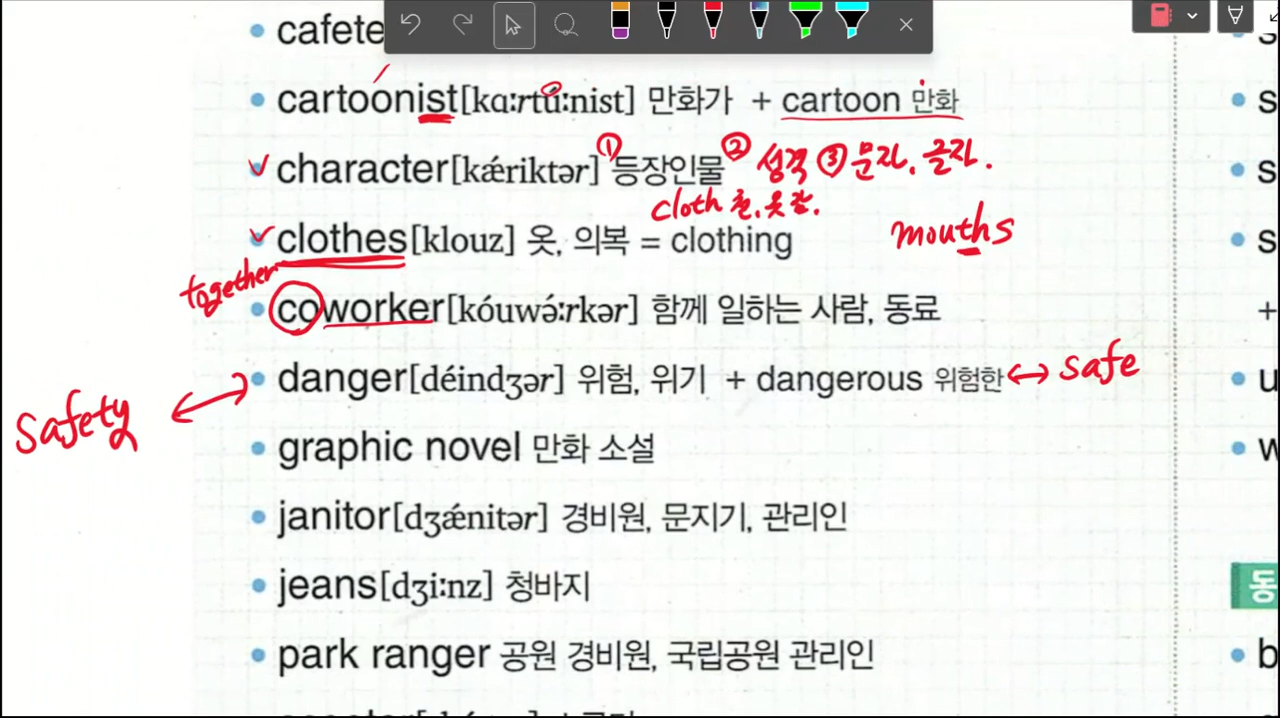 cafete
cartoonist[kɑːrtúːnist] 만화가 + cartoon 만화
character[kǽriktər] ① 등장인물 ② 성격 ③ 문자. 글자.
cloth 천. 옷감.
clothes[klouz] 옷, 의복 = clothing mouths
together
coworker[kóuwə́ːrkər] 함께 일하는 사람, 동료
danger[déindʒər] 위험, 위기 + dangerous 위험한 ↔ safe
safety ↔
graphic novel 만화 소설
janitor[dʒǽnitər] 경비원, 문지기, 관리인
jeans[dʒiːnz] 청바지
park ranger 공원 경비원, 국립공원 관리인
s
s
s
+
u
w
동
b